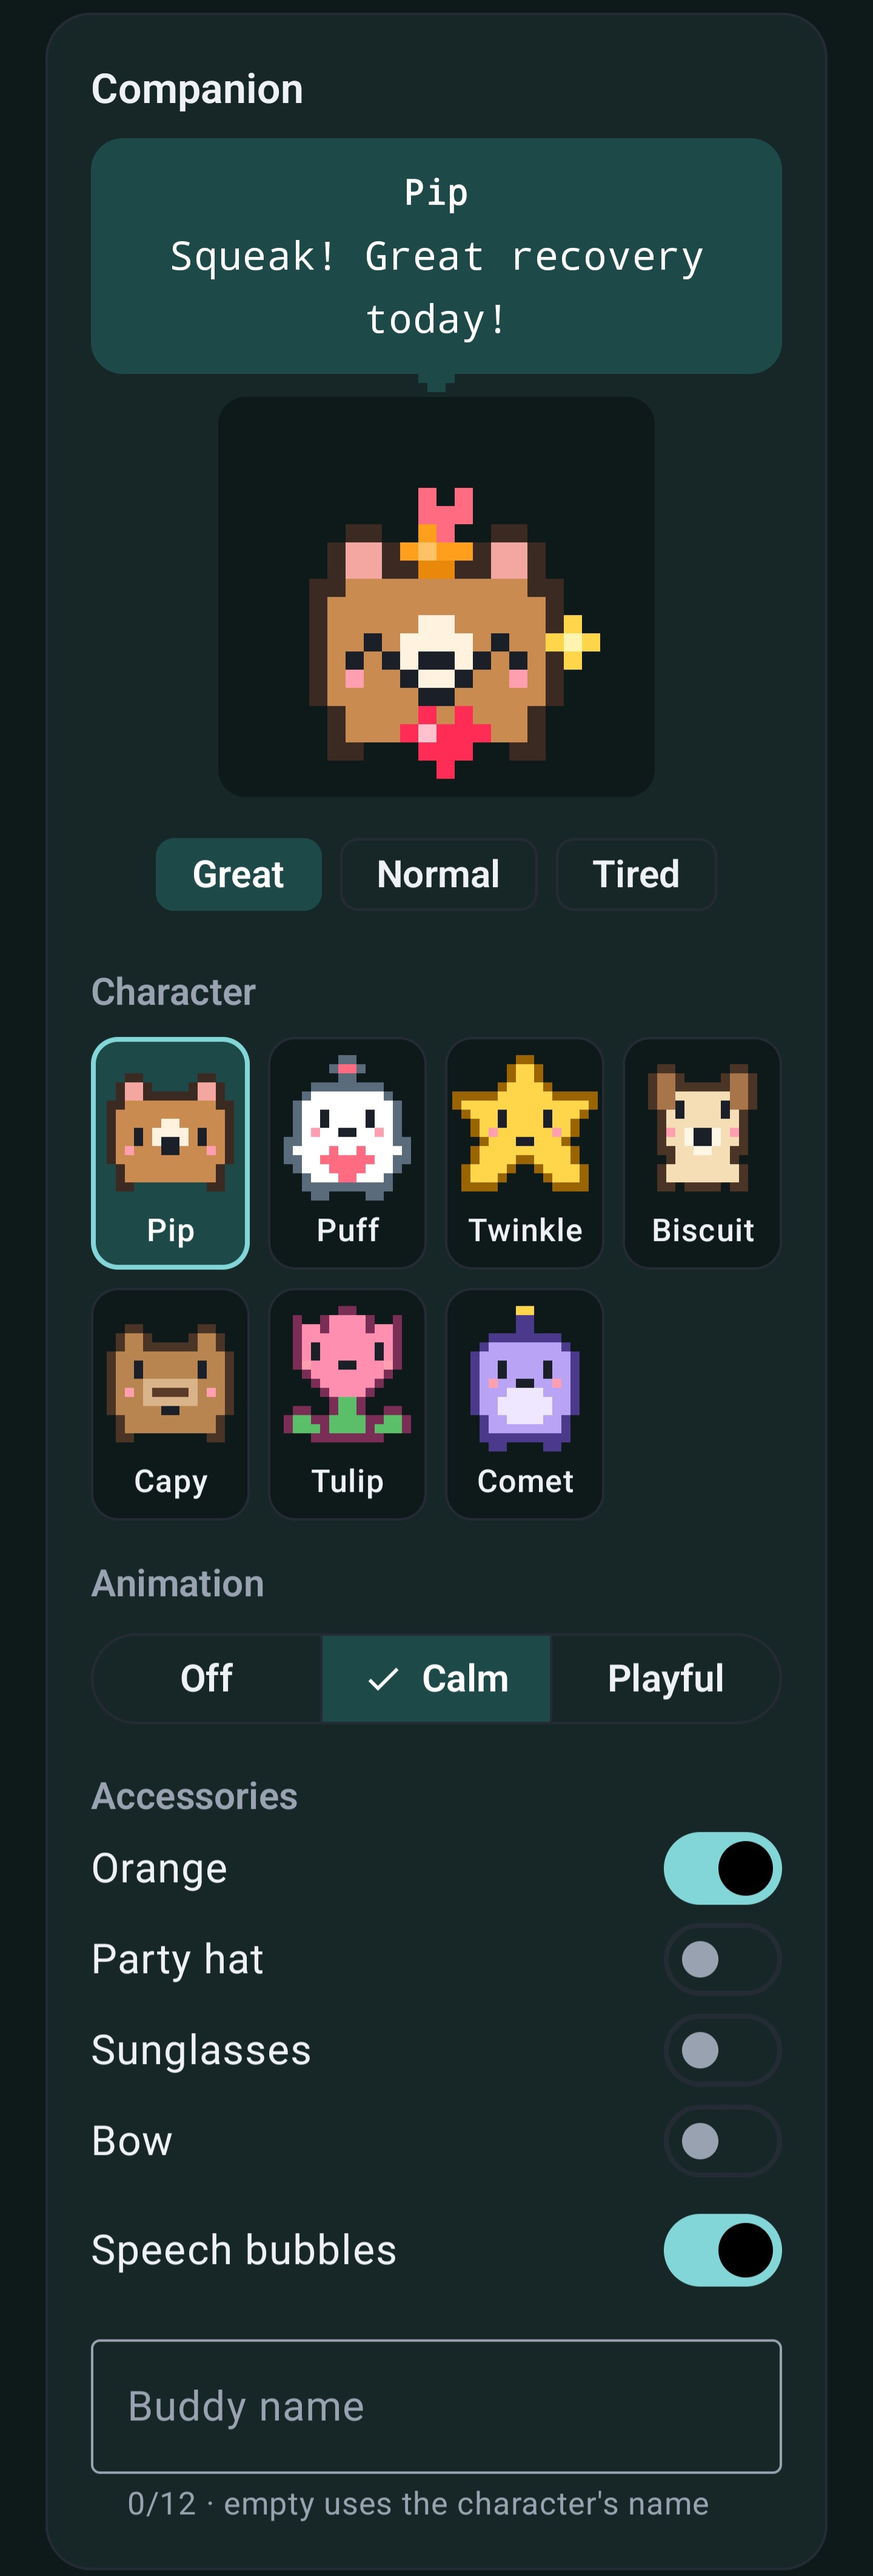 Companion
Pip
Squeak! Great recovery
today!
Great Normal Tired
Character
Pip Puff Twinkle Biscuit
Capy Tulip Comet
Animation
Off Calm Playful
Accessories
Orange
Party hat
Sunglasses
Bow
Speech bubbles
Buddy name
0/12 · empty uses the character's name